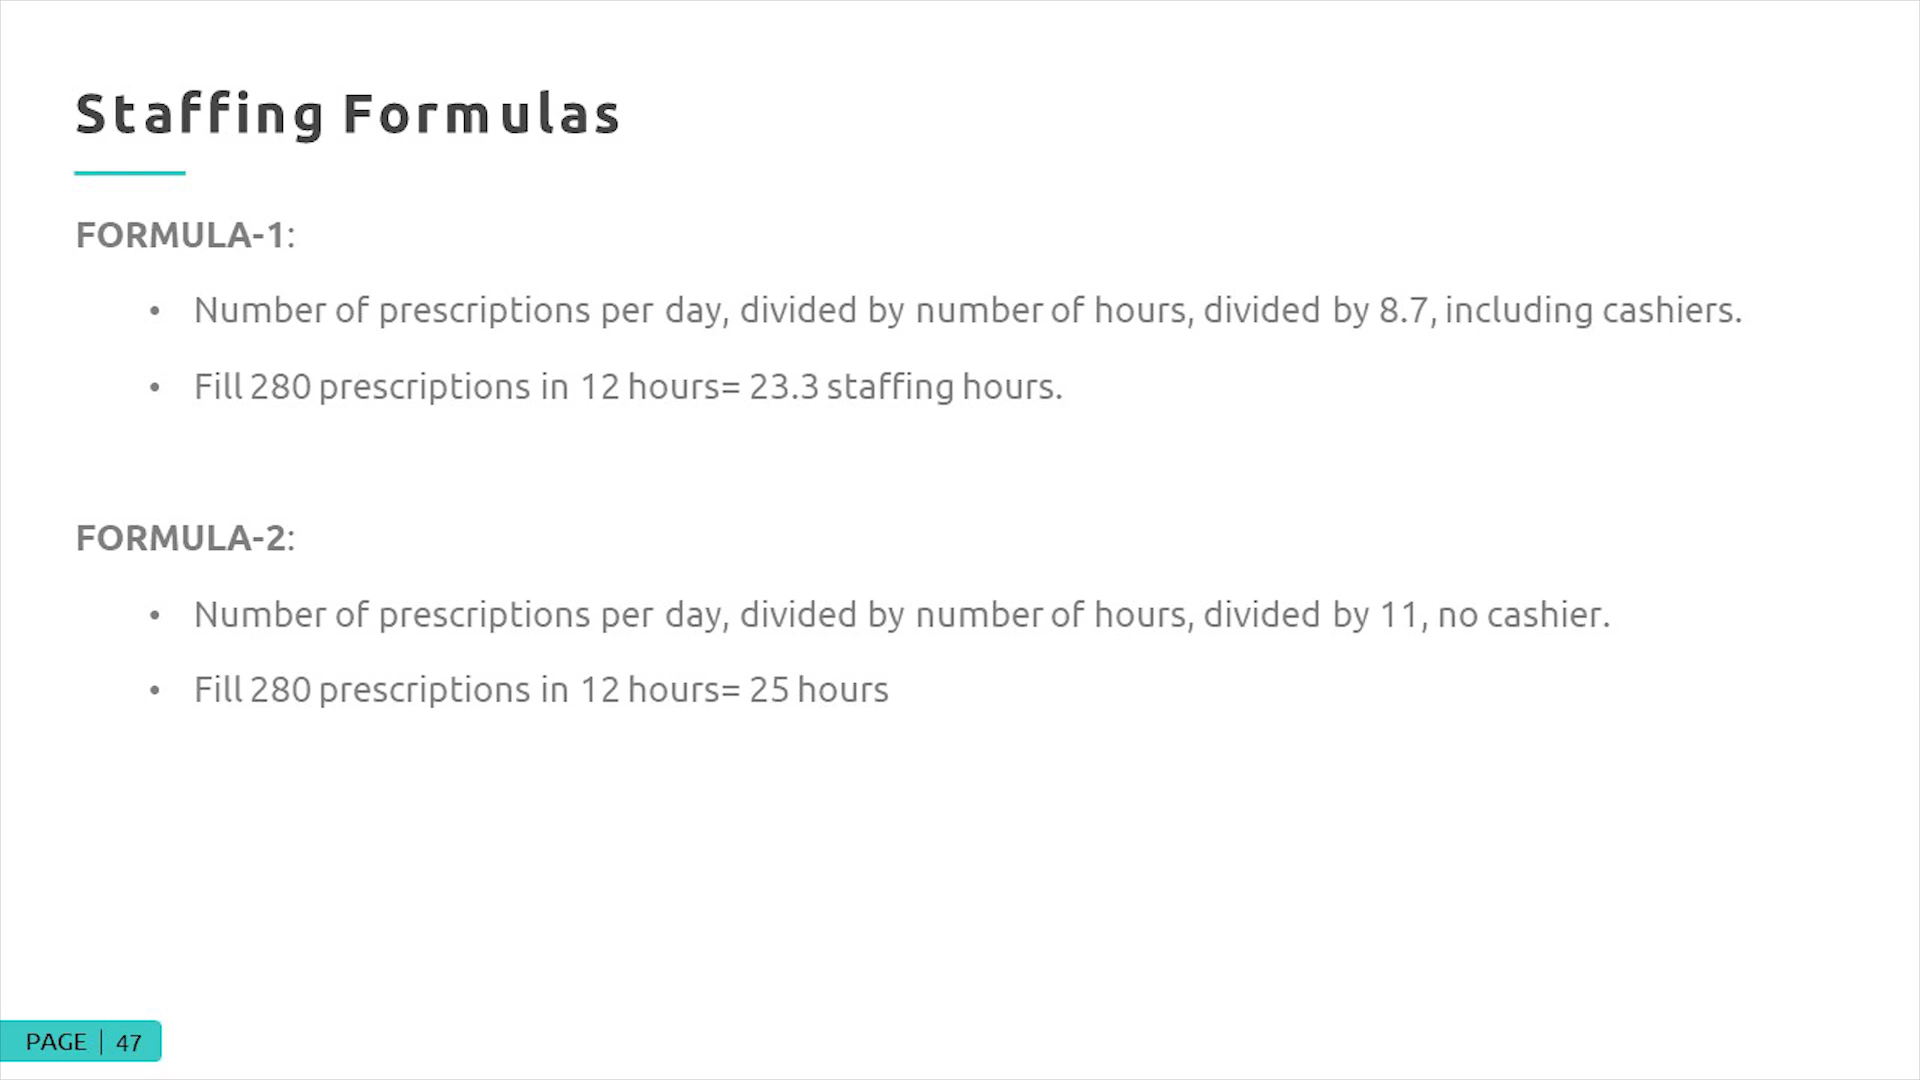 Staffing Formulas
FORMULA-1:
• Number of prescriptions per day, divided by number of hours, divided by 8.7, including cashiers.
• Fill 280 prescriptions in 12 hours= 23.3 staffing hours.
FORMULA-2:
• Number of prescriptions per day, divided by number of hours, divided by 11, no cashier.
• Fill 280 prescriptions in 12 hours= 25 hours
PAGE | 47